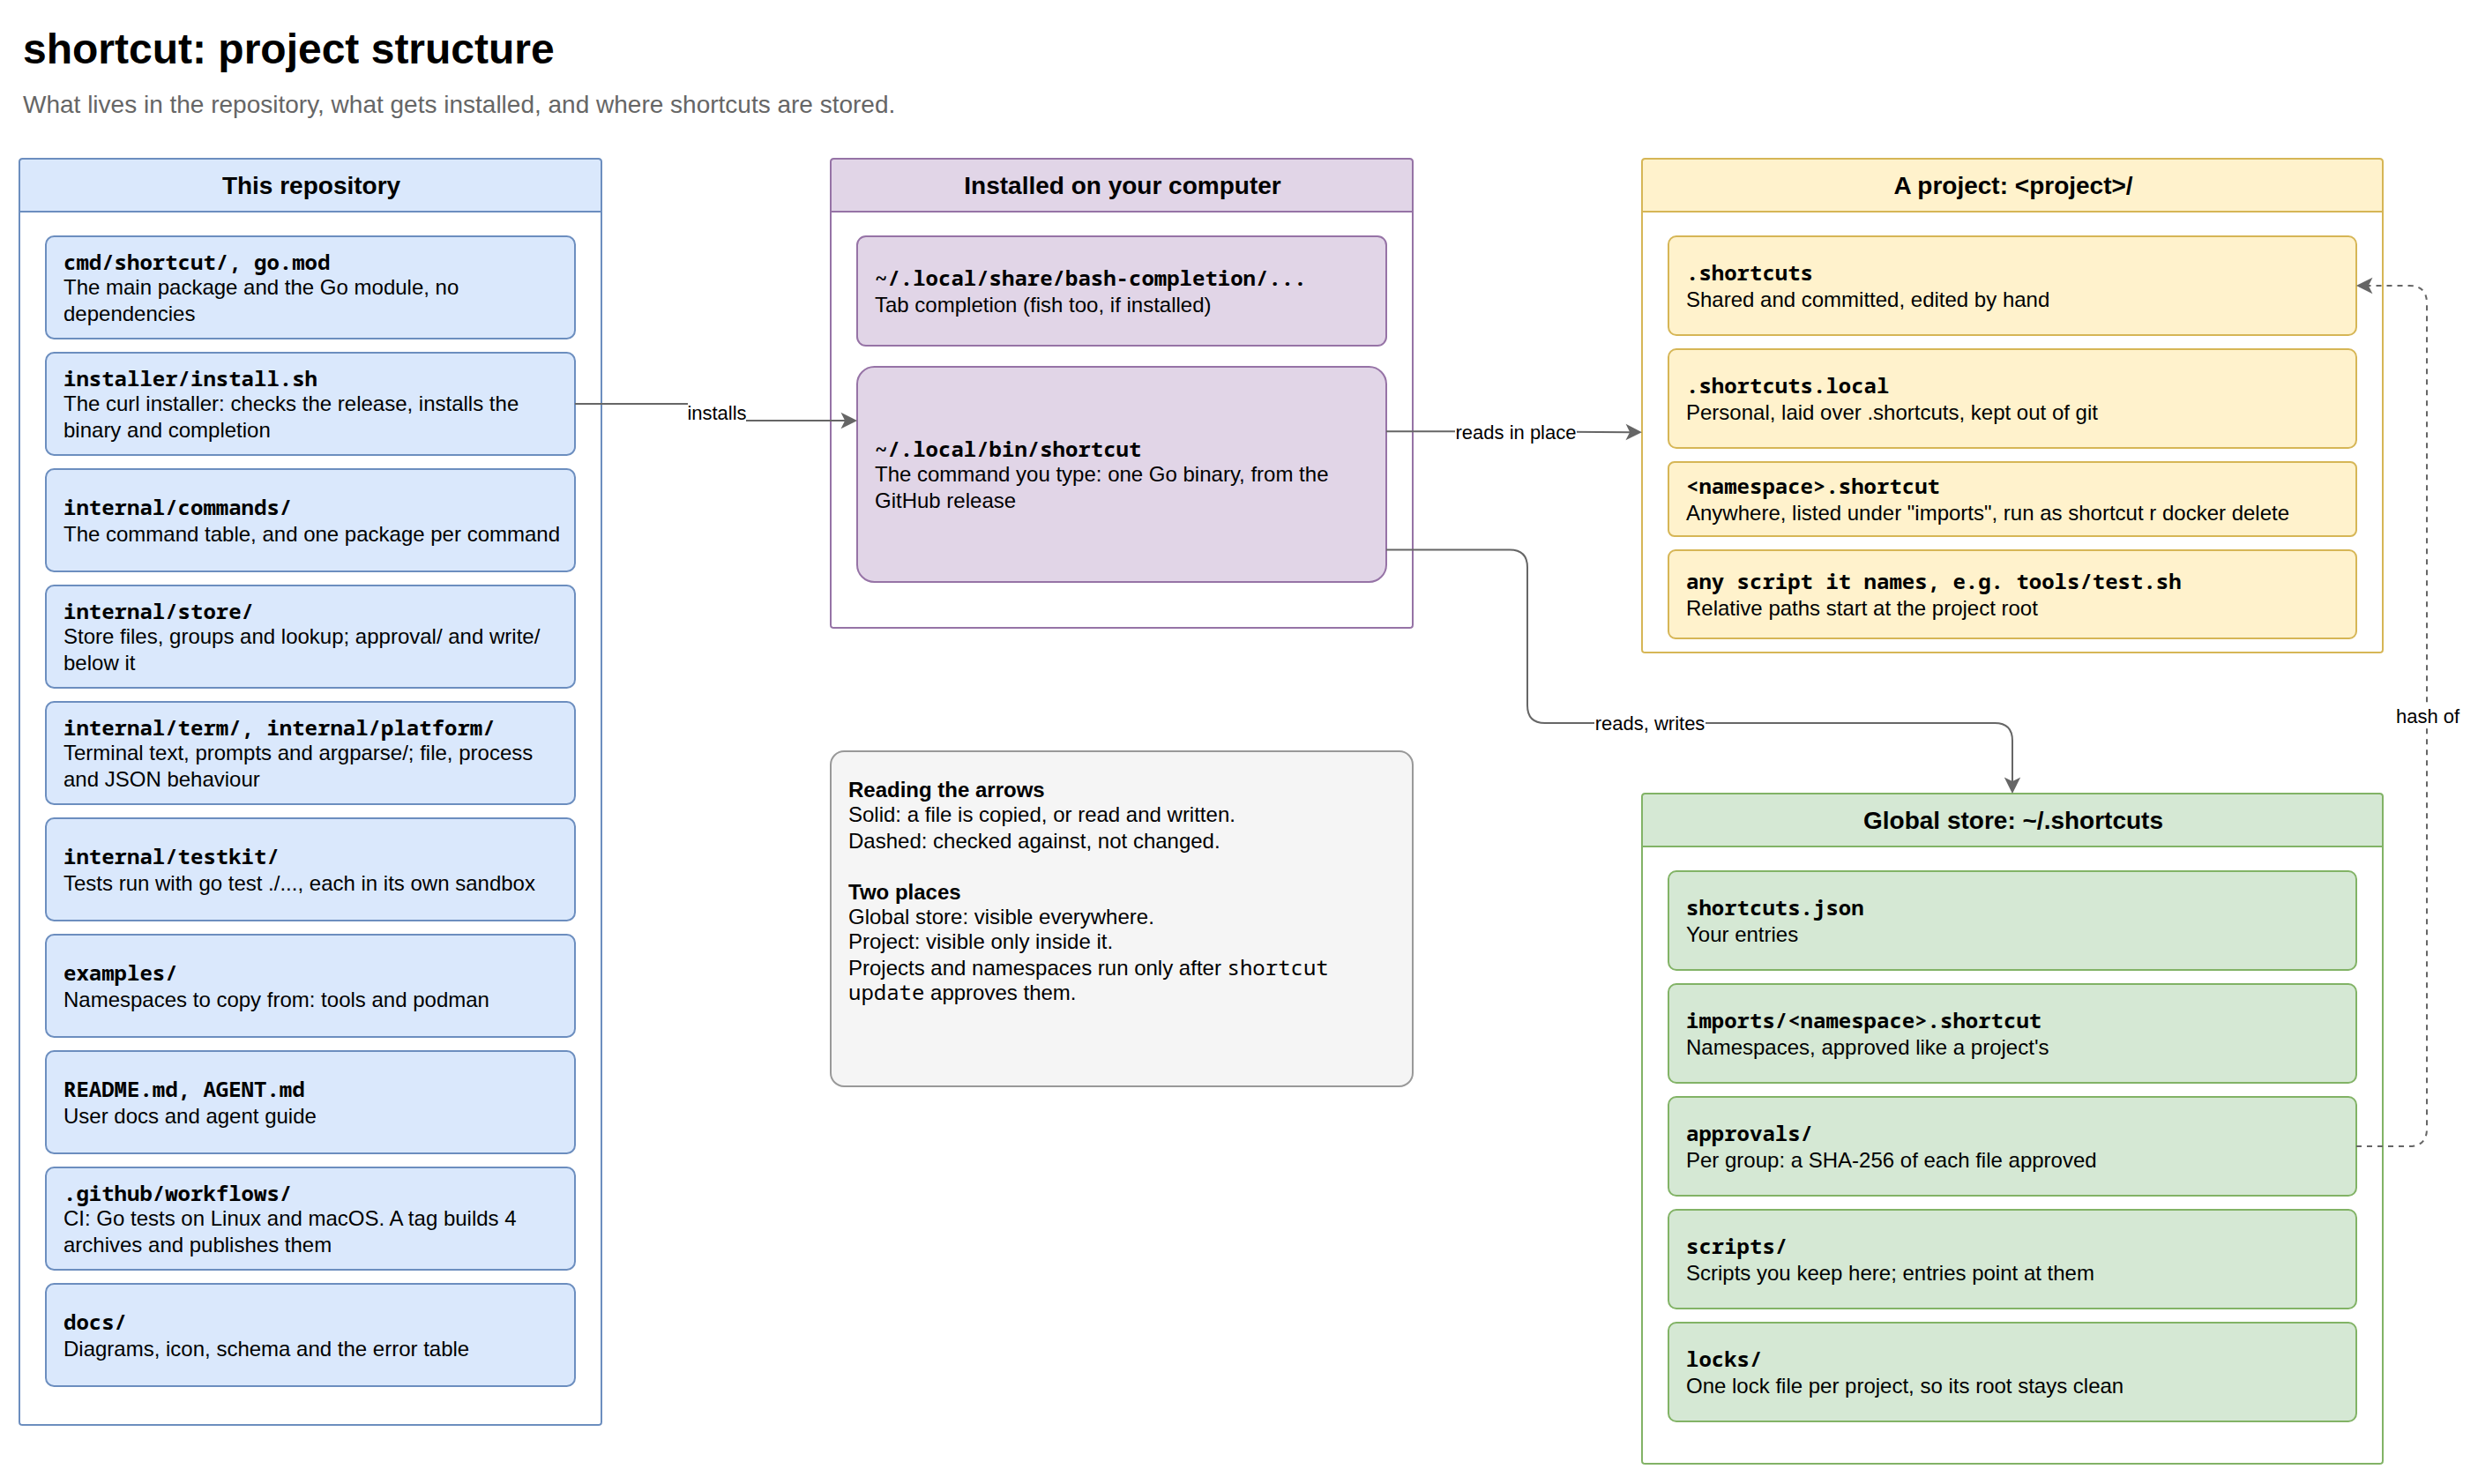 shortcut: project structure
What lives in the repository, what gets installed, and where shortcuts are stored.
This repository
cmd/shortcut/, go.mod
The main package and the Go module, no
dependencies
installer/install.sh
The curl installer: checks the release, installs the
binary and completion
internal/commands/
The command table, and one package per command
internal/store/
Store files, groups and lookup; approval/ and write/
below it
internal/term/, internal/platform/
Terminal text, prompts and argparse/; file, process
and JSON behaviour
internal/testkit/
Tests run with go test ./..., each in its own sandbox
examples/
Namespaces to copy from: tools and podman
README.md, AGENT.md
User docs and agent guide
.github/workflows/
CI: Go tests on Linux and macOS. A tag builds 4
archives and publishes them
docs/
Diagrams, icon, schema and the error table
installs
Installed on your computer
~/.local/share/bash-completion/...
Tab completion (fish too, if installed)
~/.local/bin/shortcut
The command you type: one Go binary, from the
GitHub release
reads in place
reads, writes
Reading the arrows
Solid: a file is copied, or read and written.
Dashed: checked against, not changed.
Two places
Global store: visible everywhere.
Project: visible only inside it.
Projects and namespaces run only after shortcut
update approves them.
A project: <project>/
.shortcuts
Shared and committed, edited by hand
.shortcuts.local
Personal, laid over .shortcuts, kept out of git
<namespace>.shortcut
Anywhere, listed under "imports", run as shortcut r docker delete
any script it names, e.g. tools/test.sh
Relative paths start at the project root
hash of
Global store: ~/.shortcuts
shortcuts.json
Your entries
imports/<namespace>.shortcut
Namespaces, approved like a project's
approvals/
Per group: a SHA-256 of each file approved
scripts/
Scripts you keep here; entries point at them
locks/
One lock file per project, so its root stays clean